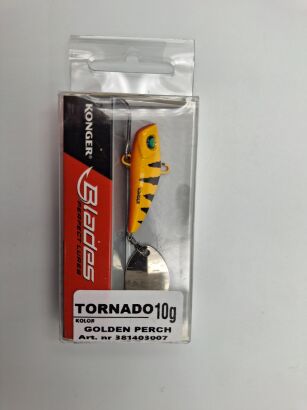 KONGER®
Blades
PERFECT LURES
TORNADO 10g
KOLOR
GOLDEN PERCH
Art. nr 381403007